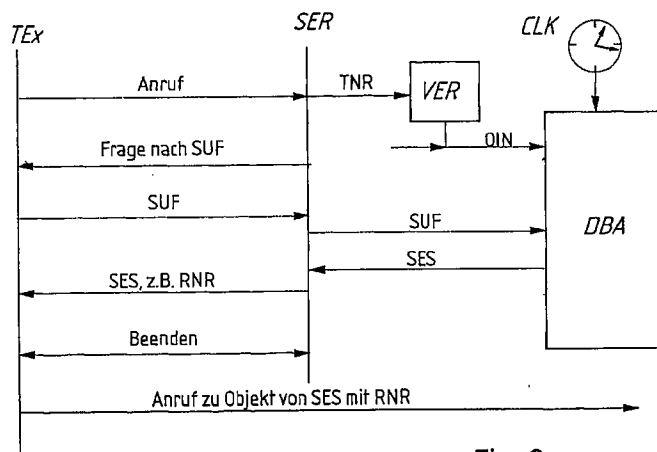 TEx
SER
CLK
Anruf
TNR
VER
OIN
Frage nach SUF
SUF
SUF
DBA
SES
SES, z.B. RNR
Beenden
Anruf zu Objekt von SES mit RNR